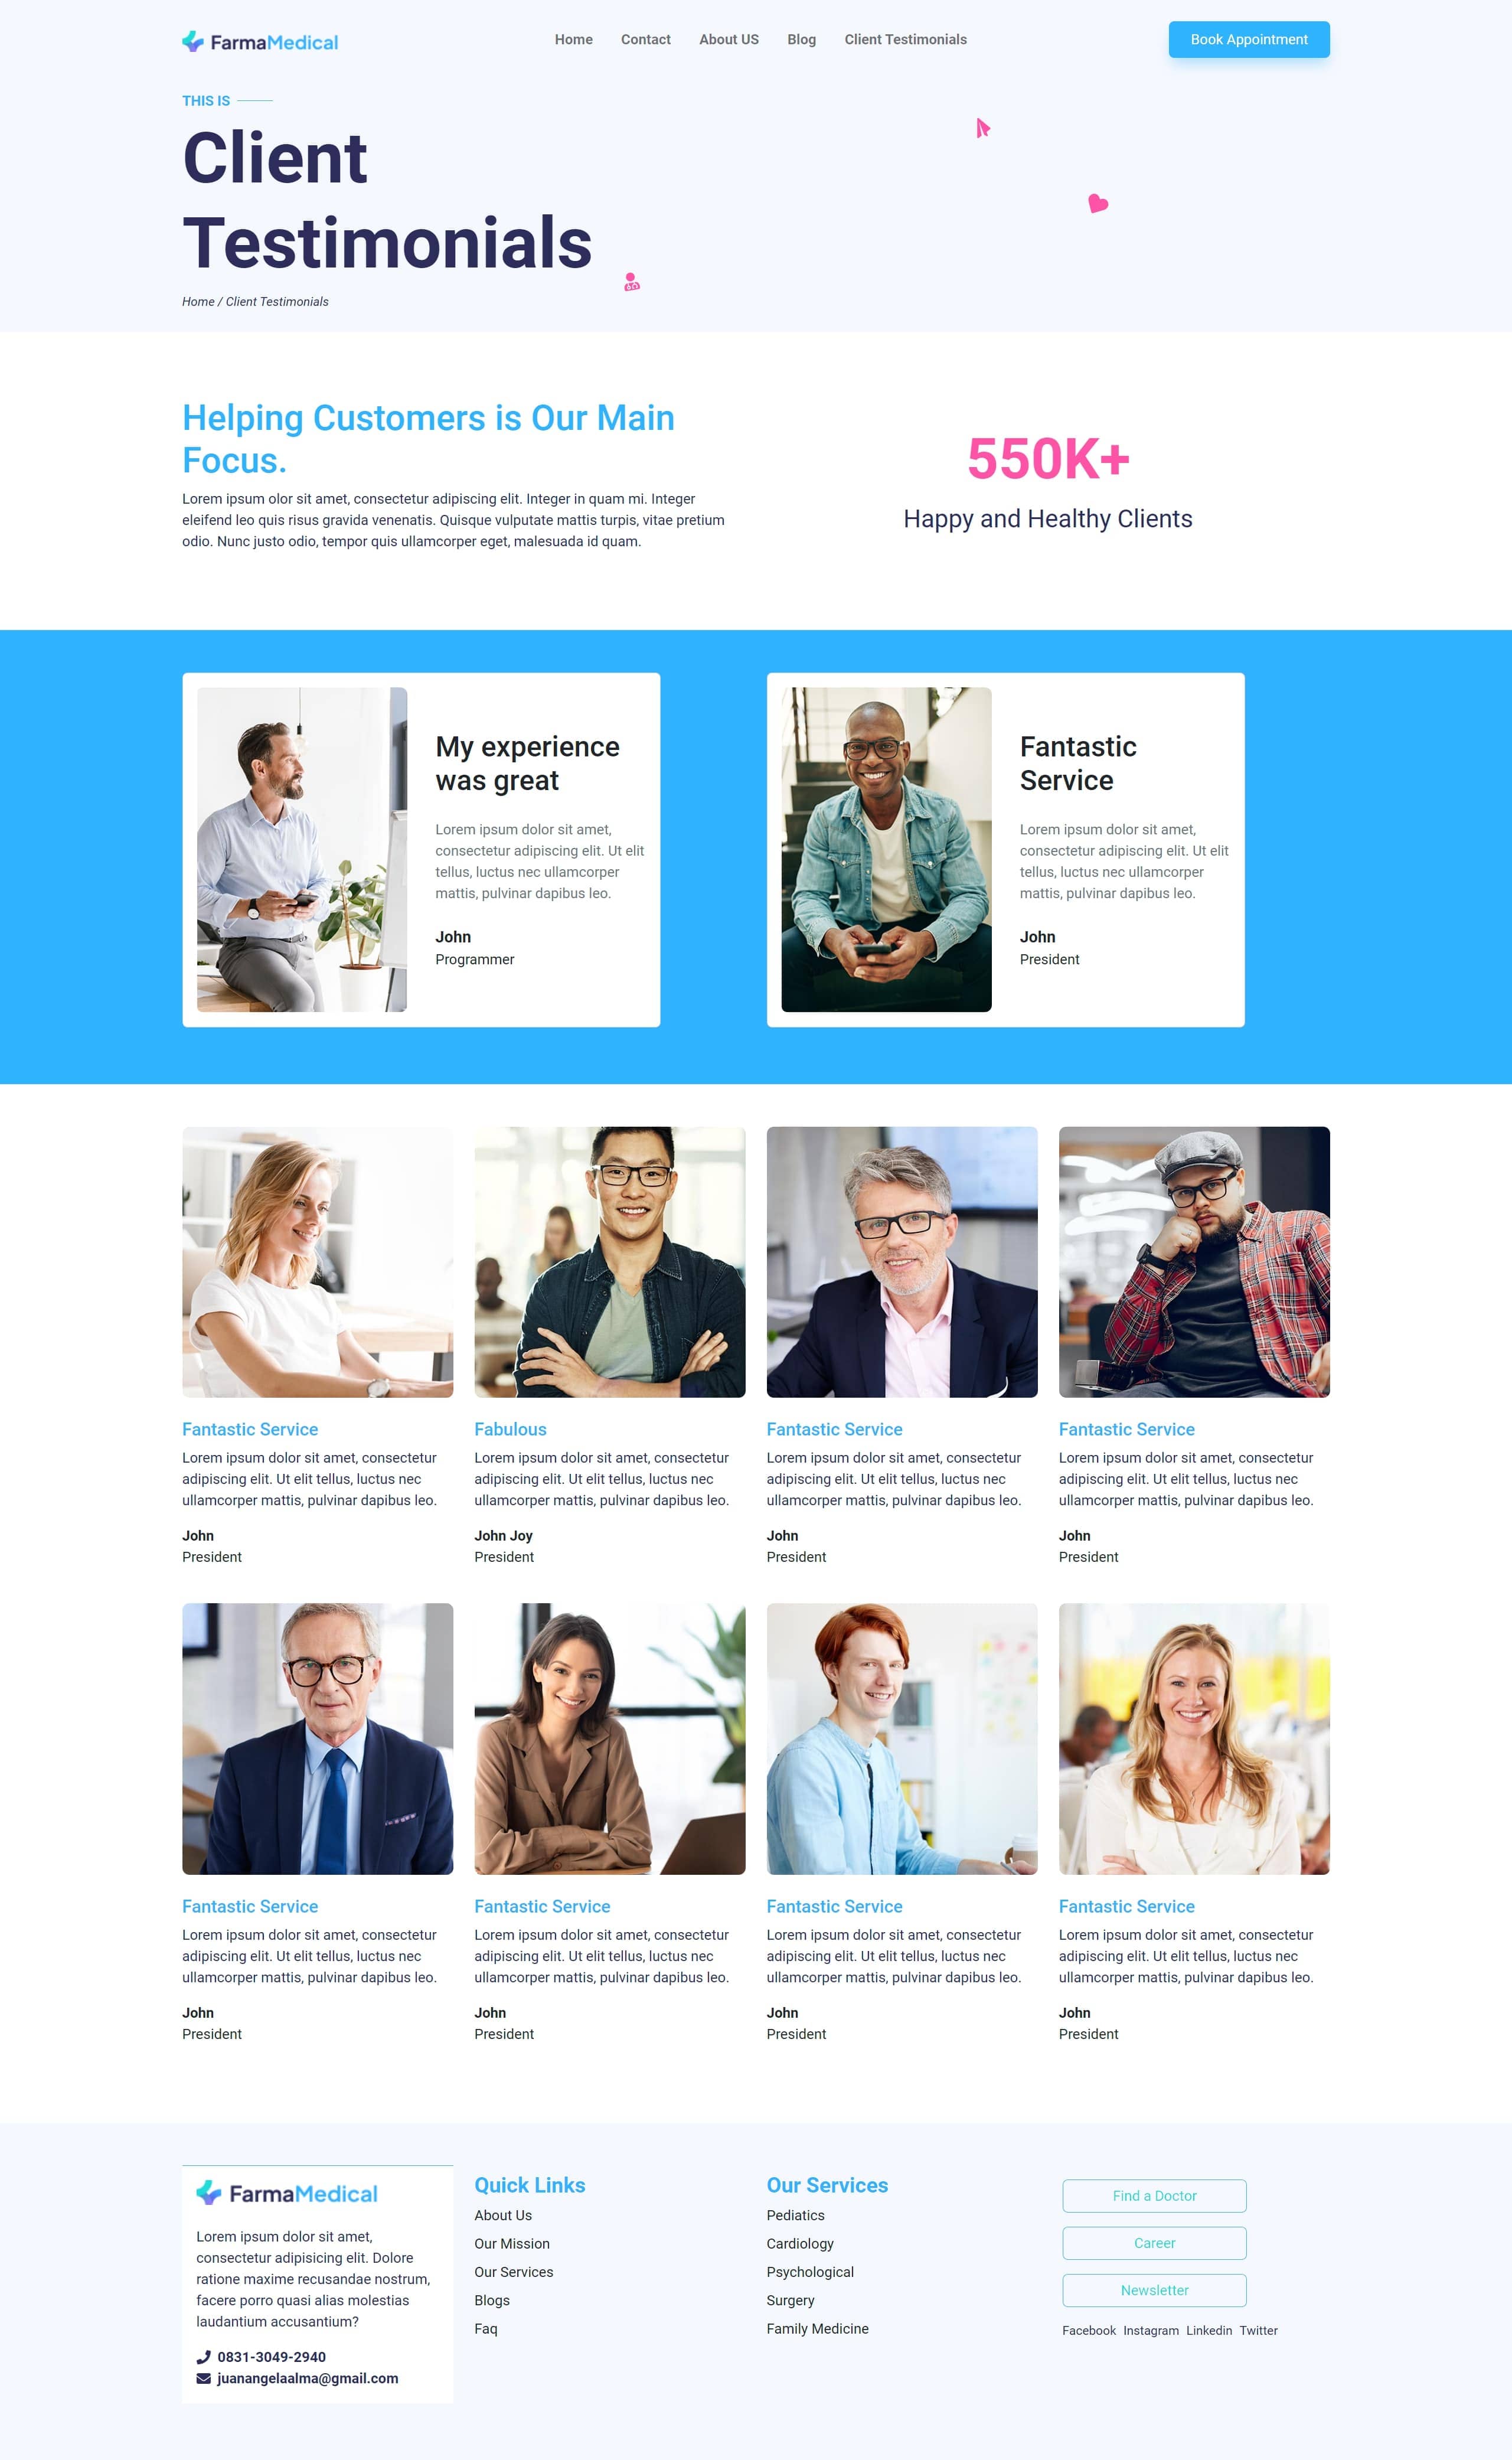 FarmaMedical
Home
Contact
About US
Blog
Client Testimonials
Book Appointment
THIS IS
Client
Testimonials
Home / Client Testimonials
Helping Customers is Our Main
Focus.
Lorem ipsum olor sit amet, consectetur adipiscing elit. Integer in quam mi. Integer
eleifend leo quis risus gravida venenatis. Quisque vulputate mattis turpis, vitae pretium
odio. Nunc justo odio, tempor quis ullamcorper eget, malesuada id quam.
550K+
Happy and Healthy Clients
My experience
was great
Lorem ipsum dolor sit amet,
consectetur adipiscing elit. Ut elit
tellus, luctus nec ullamcorper
mattis, pulvinar dapibus leo.
John
Programmer
Fantastic
Service
Lorem ipsum dolor sit amet,
consectetur adipiscing elit. Ut elit
tellus, luctus nec ullamcorper
mattis, pulvinar dapibus leo.
John
President
Fantastic Service
Lorem ipsum dolor sit amet, consectetur
adipiscing elit. Ut elit tellus, luctus nec
ullamcorper mattis, pulvinar dapibus leo.
John
President
Fabulous
Lorem ipsum dolor sit amet, consectetur
adipiscing elit. Ut elit tellus, luctus nec
ullamcorper mattis, pulvinar dapibus leo.
John Joy
President
Fantastic Service
Lorem ipsum dolor sit amet, consectetur
adipiscing elit. Ut elit tellus, luctus nec
ullamcorper mattis, pulvinar dapibus leo.
John
President
Fantastic Service
Lorem ipsum dolor sit amet, consectetur
adipiscing elit. Ut elit tellus, luctus nec
ullamcorper mattis, pulvinar dapibus leo.
John
President
Fantastic Service
Lorem ipsum dolor sit amet, consectetur
adipiscing elit. Ut elit tellus, luctus nec
ullamcorper mattis, pulvinar dapibus leo.
John
President
Fantastic Service
Lorem ipsum dolor sit amet, consectetur
adipiscing elit. Ut elit tellus, luctus nec
ullamcorper mattis, pulvinar dapibus leo.
John
President
Fantastic Service
Lorem ipsum dolor sit amet, consectetur
adipiscing elit. Ut elit tellus, luctus nec
ullamcorper mattis, pulvinar dapibus leo.
John
President
Fantastic Service
Lorem ipsum dolor sit amet, consectetur
adipiscing elit. Ut elit tellus, luctus nec
ullamcorper mattis, pulvinar dapibus leo.
John
President
FarmaMedical
Lorem ipsum dolor sit amet,
consectetur adipisicing elit. Dolore
ratione maxime recusandae nostrum,
facere porro quasi alias molestias
laudantium accusantium?
0831-3049-2940
juanangelaalma@gmail.com
Quick Links
About Us
Our Mission
Our Services
Blogs
Faq
Our Services
Pediatics
Cardiology
Psychological
Surgery
Family Medicine
Find a Doctor
Career
Newsletter
Facebook Instagram Linkedin Twitter